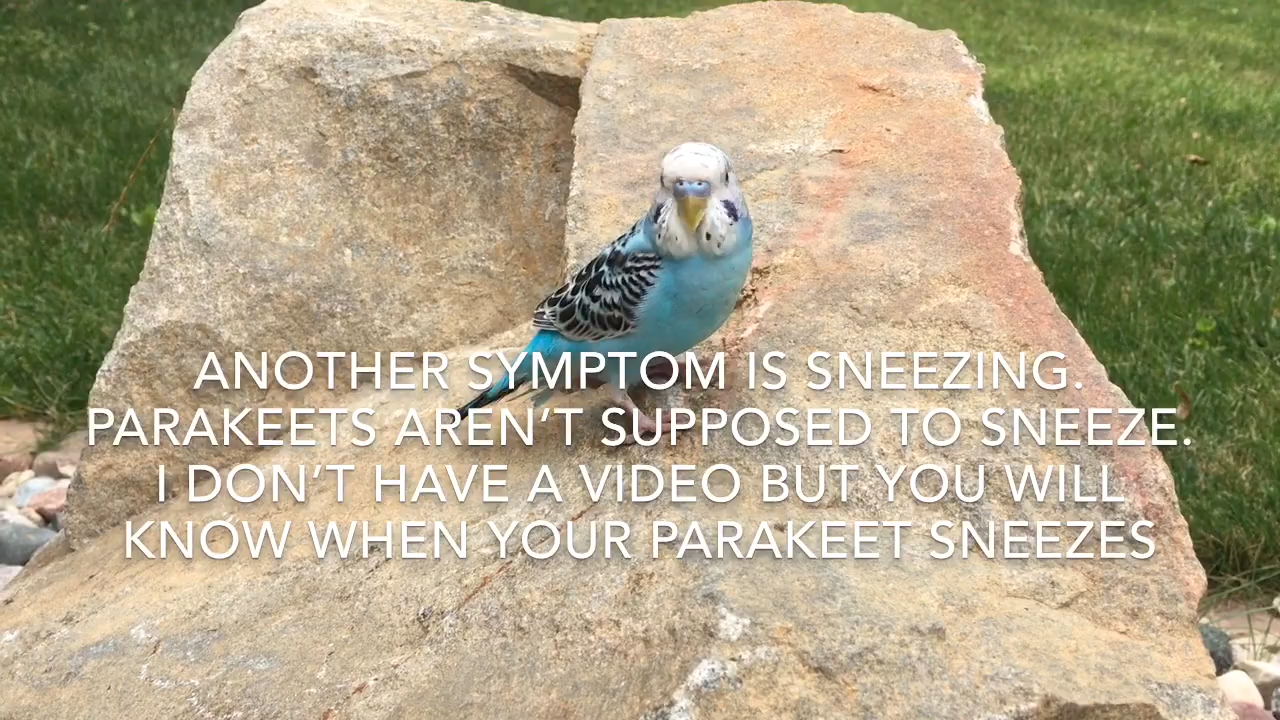 ANOTHER SYMPTOM IS SNEEZING.
PARAKEETS AREN’T SUPPOSED TO SNEEZE.
I DON’T HAVE A VIDEO BUT YOU WILL
KNOW WHEN YOUR PARAKEET SNEEZES